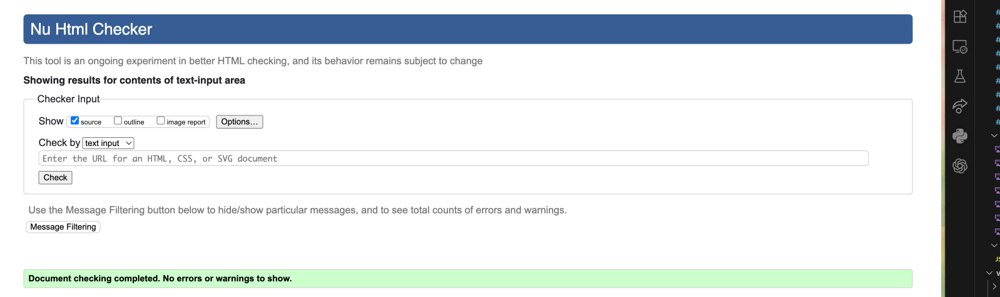 Nu Html Checker
This tool is an ongoing experiment in better HTML checking, and its behavior remains subject to change
Showing results for contents of text-input area
Checker Input
Show source outline image report Options...
Check by text input
Enter the URL for an HTML, CSS, or SVG document
Check
Use the Message Filtering button below to hide/show particular messages, and to see total counts of errors and warnings.
Message Filtering
Document checking completed. No errors or warnings to show.
#
#
#
#
#
#
#
#
#
JS